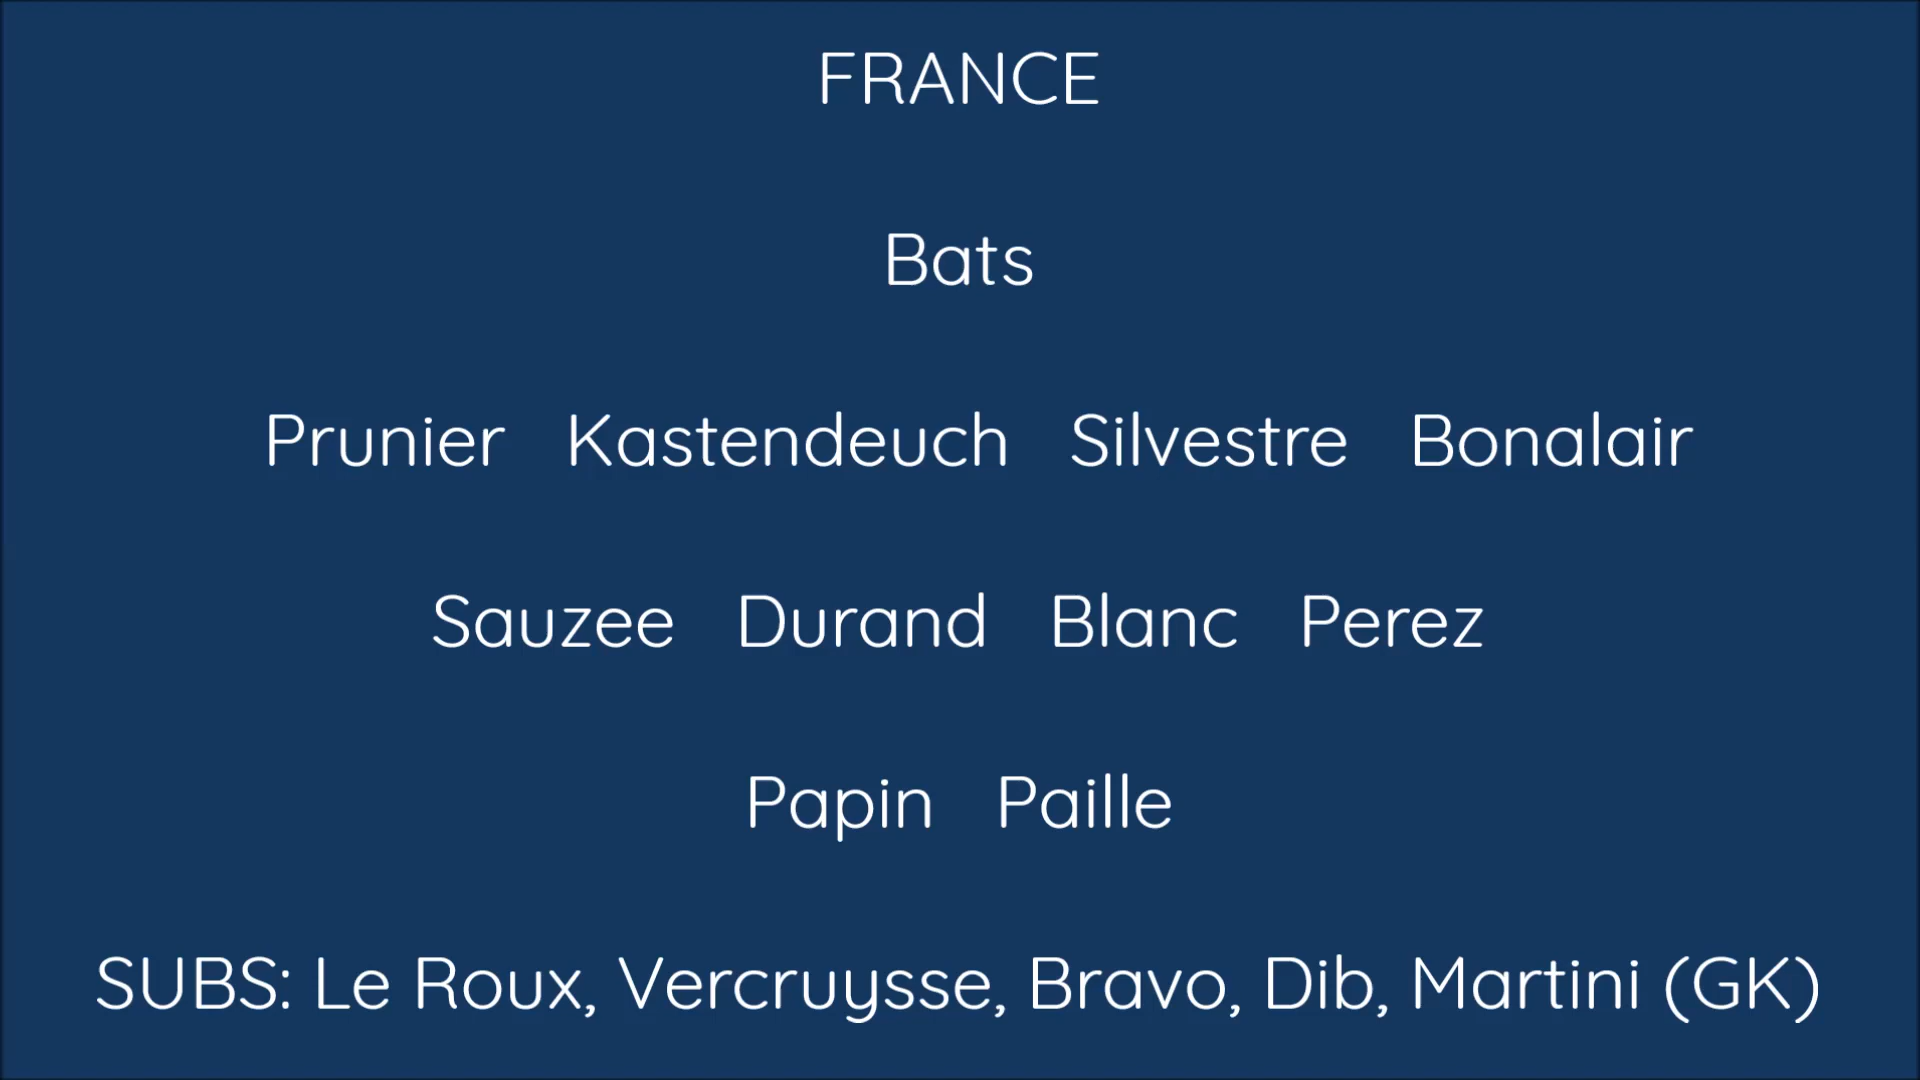 FRANCE
Bats
Prunier Kastendeuch Silvestre Bonalair
Sauzee Durand Blanc Perez
Papin Paille
SUBS: Le Roux, Vercruysse, Bravo, Dib, Martini (GK)